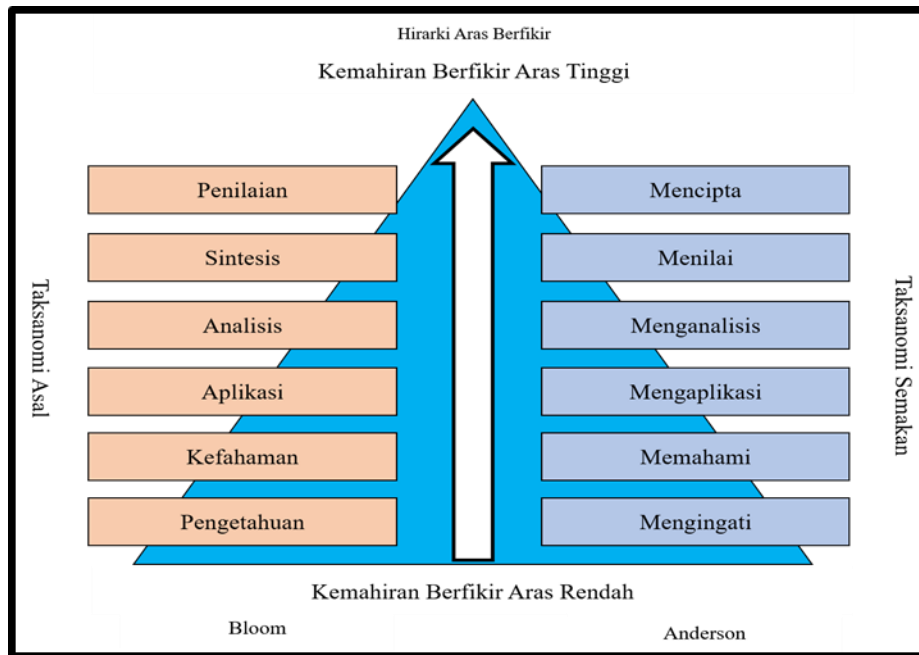 Hirarki Aras Berfikir
Kemahiran Berfikir Aras Tinggi
Taksanomi Asal
Penilaian
Sintesis
Analisis
Aplikasi
Kefahaman
Pengetahuan
Mencipta
Menilai
Menganalisis
Mengaplikasi
Memahami
Mengingati
Taksanomi Semakan
Kemahiran Berfikir Aras Rendah
Bloom
Anderson